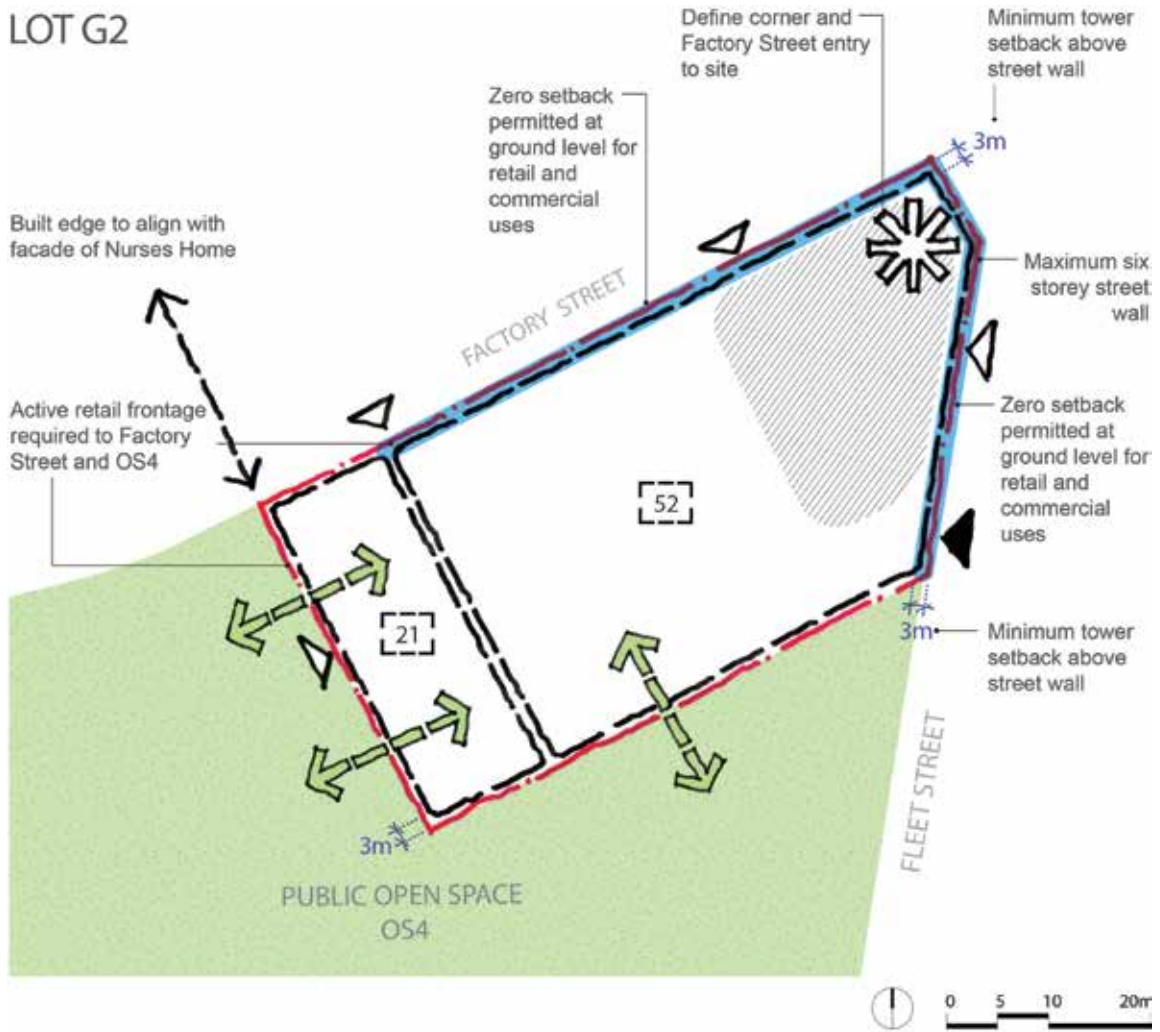 LOT G2
Define corner and
Factory Street entry
to site
Minimum tower
setback above
street wall
Zero setback
permitted at
ground level for
retail and
commercial
uses
3m
Built edge to align with
facade of Nurses Home
Maximum six
storey street
wall
FACTORY STREET
Active retail frontage
required to Factory
Street and OS4
Zero setback
permitted at
ground level for
retail and
commercial
uses
52
21
3m
Minimum tower
setback above
street wall
FLEET STREET
3m
PUBLIC OPEN SPACE
OS4
0 5 10 20m